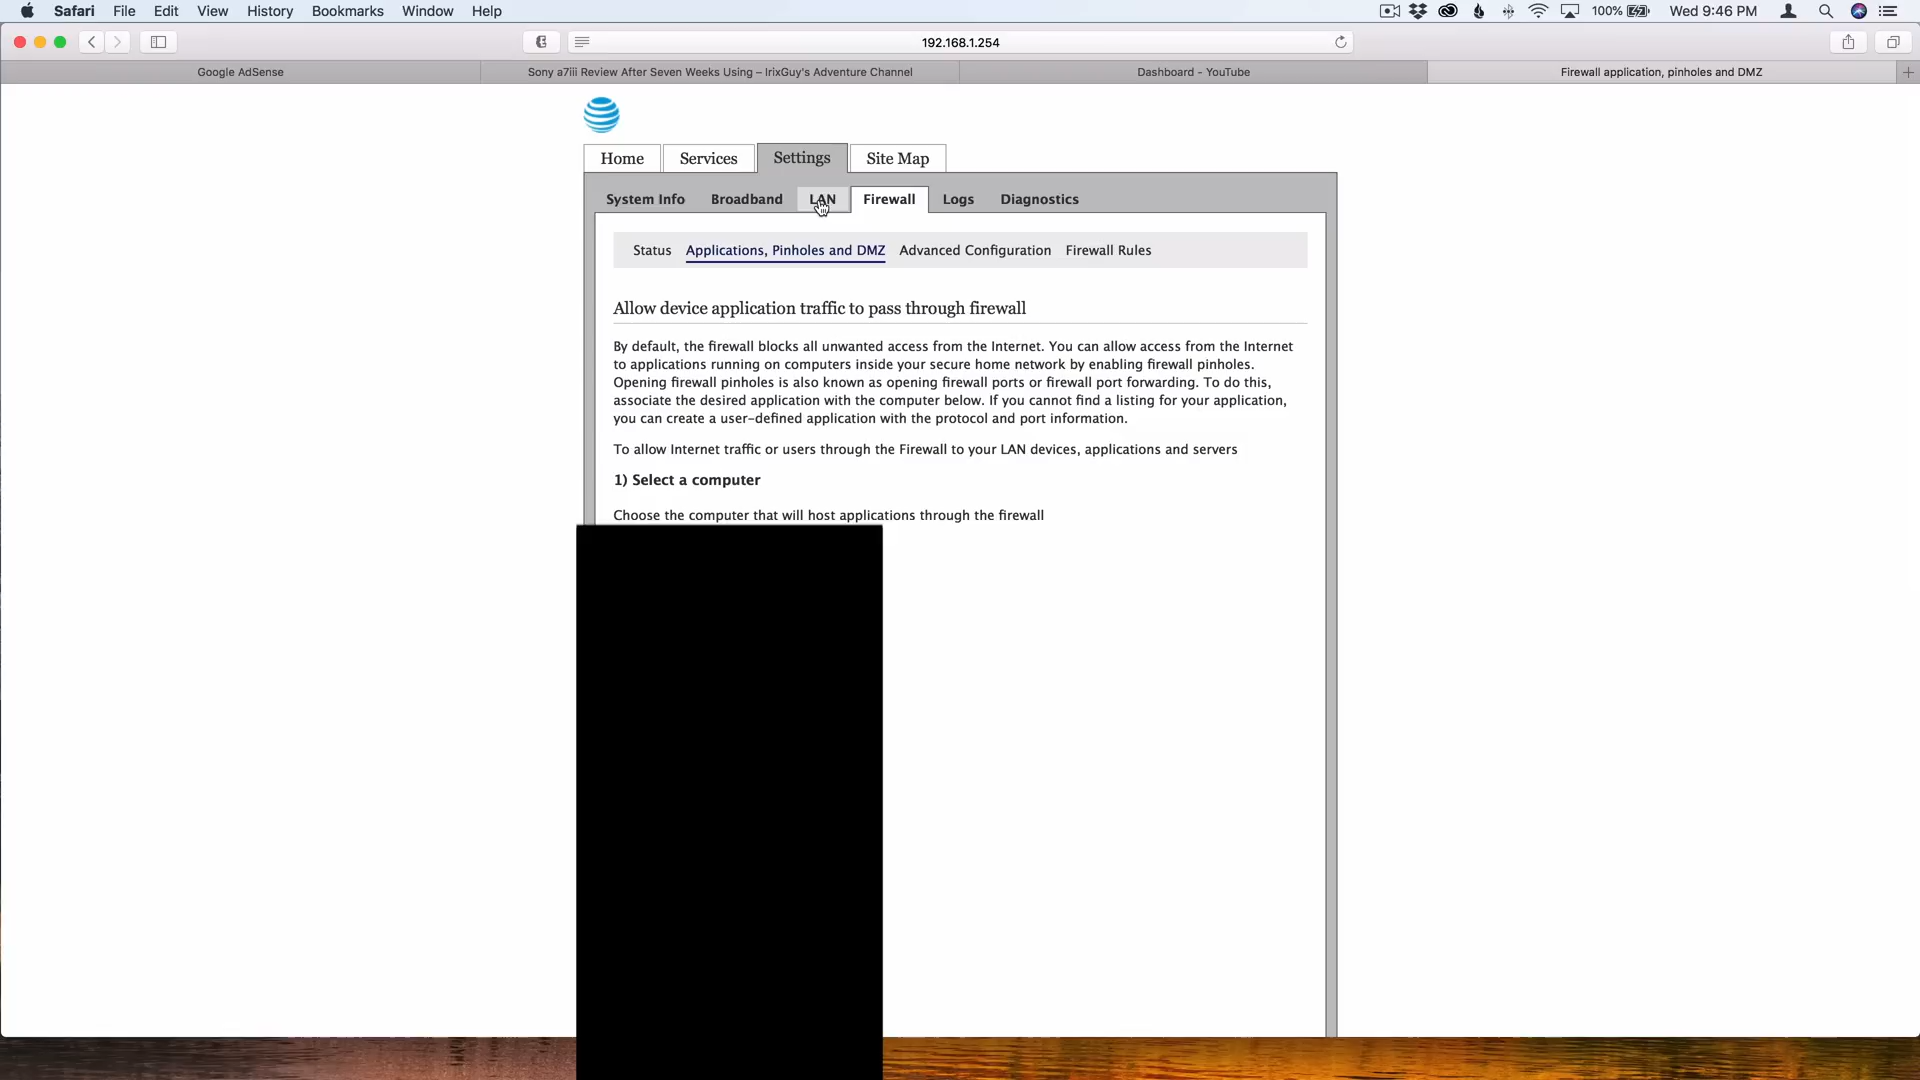 Safari File Edit View History Bookmarks Window Help 100% Wed 9:46 PM
192.168.1.254
Google AdSense Sony a7iii Review After Seven Weeks Using – IrixGuy's Adventure Channel Dashboard - YouTube Firewall application, pinholes and DMZ
Home Services Settings Site Map
System Info Broadband LAN Firewall Logs Diagnostics
Status Applications, Pinholes and DMZ Advanced Configuration Firewall Rules
Allow device application traffic to pass through firewall
By default, the firewall blocks all unwanted access from the Internet. You can allow access from the Internet
to applications running on computers inside your secure home network by enabling firewall pinholes.
Opening firewall pinholes is also known as opening firewall ports or firewall port forwarding. To do this,
associate the desired application with the computer below. If you cannot find a listing for your application,
you can create a user-defined application with the protocol and port information.
To allow Internet traffic or users through the Firewall to your LAN devices, applications and servers
1) Select a computer
Choose the computer that will host applications through the firewall